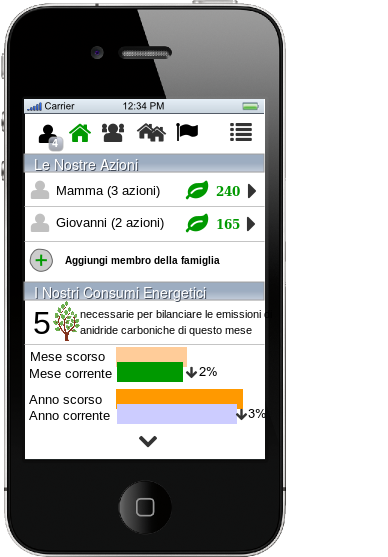 Carrier 12:34 PM
4
Le Nostre Azioni
Mamma (3 azioni) 240
Giovanni (2 azioni) 165
Aggiungi membro della famiglia
I Nostri Consumi Energetici
5 necessarie per bilanciare le emissioni di
anidride carboniche di questo mese
Mese scorso
Mese corrente 2%
Anno scorso
Anno corrente 3%